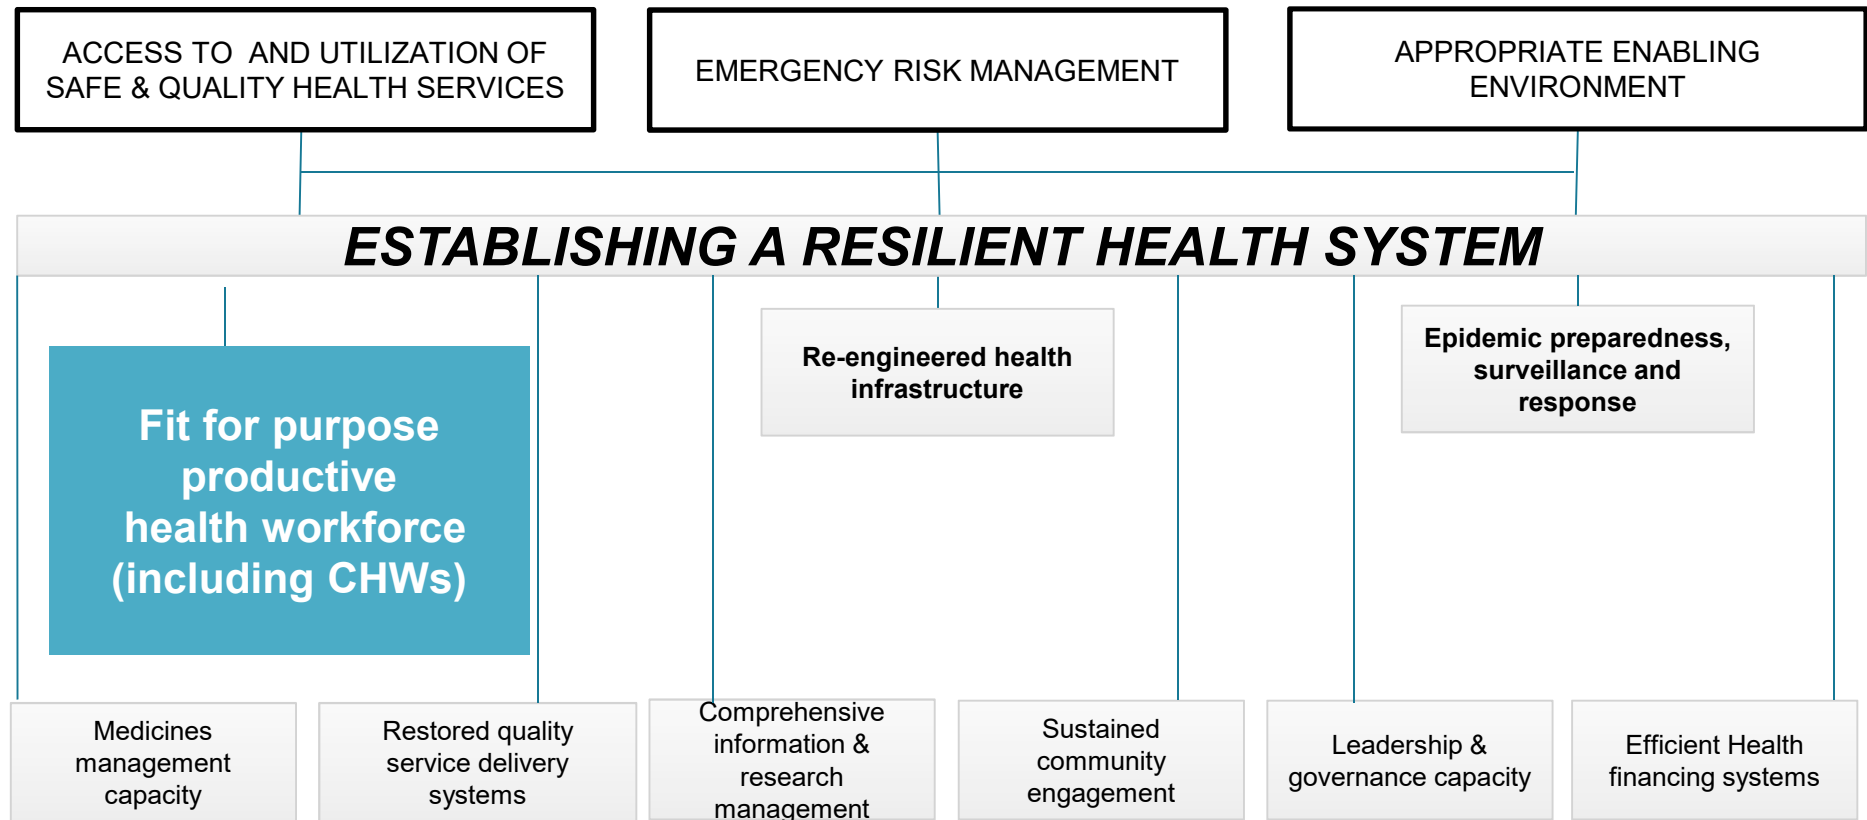 ACCESS TO AND UTILIZATION OF
SAFE & QUALITY HEALTH SERVICES
EMERGENCY RISK MANAGEMENT
APPROPRIATE ENABLING
ENVIRONMENT
ESTABLISHING A RESILIENT HEALTH SYSTEM
Fit for purpose
productive
health workforce
(including CHWs)
Re-engineered health
infrastructure
Epidemic preparedness,
surveillance and
response
Medicines
management
capacity
Restored quality
service delivery
systems
Comprehensive
information &
research
management
Sustained
community
engagement
Leadership &
governance capacity
Efficient Health
financing systems